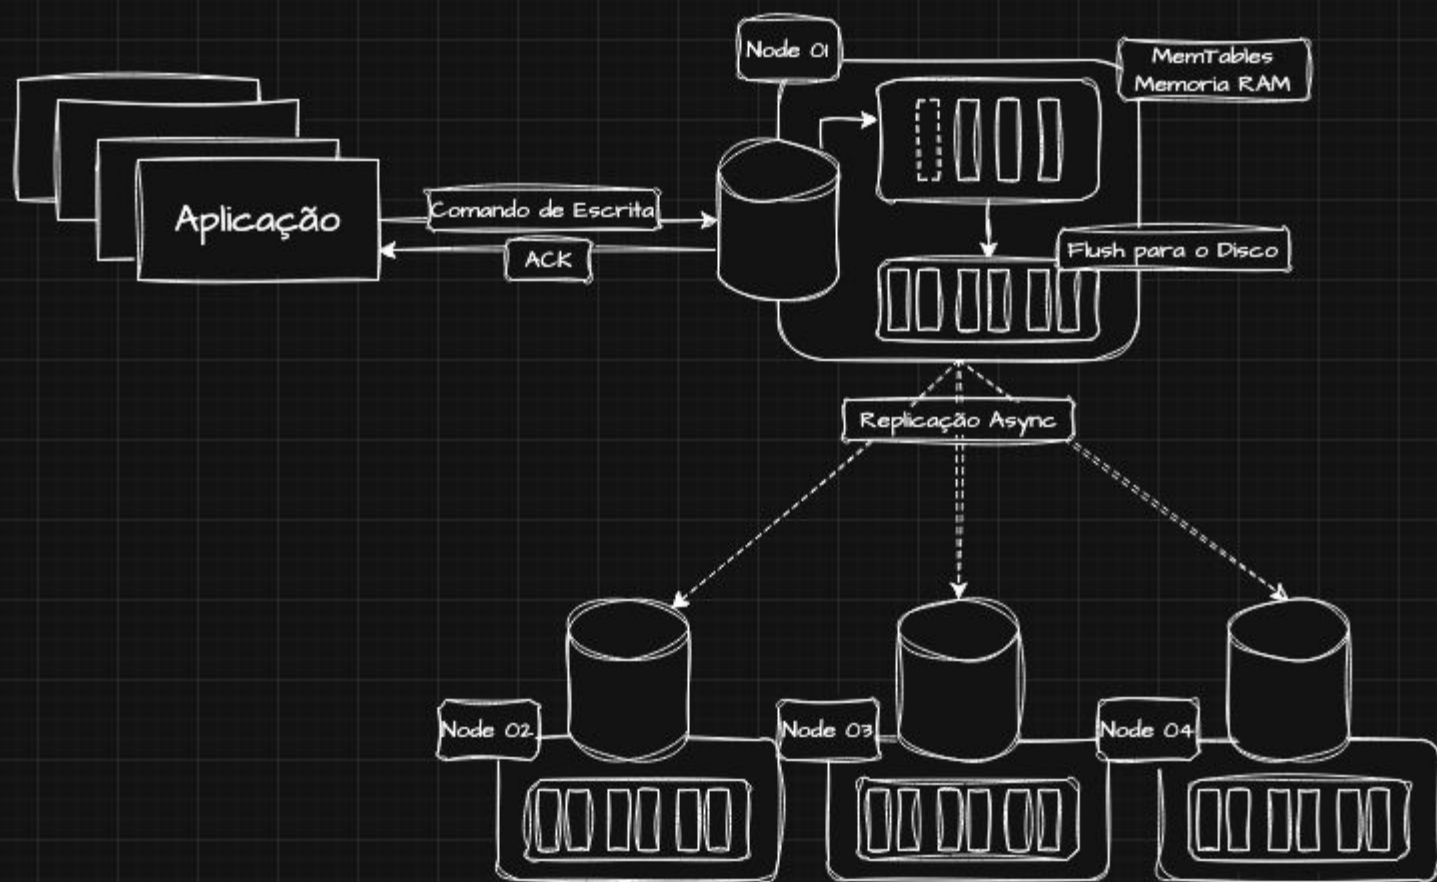 Node 01
MemTables
Memoria RAM
Aplicação
Comando de Escrita
ACK
Flush para o Disco
Replicação Async
Node 02
Node 03
Node 04